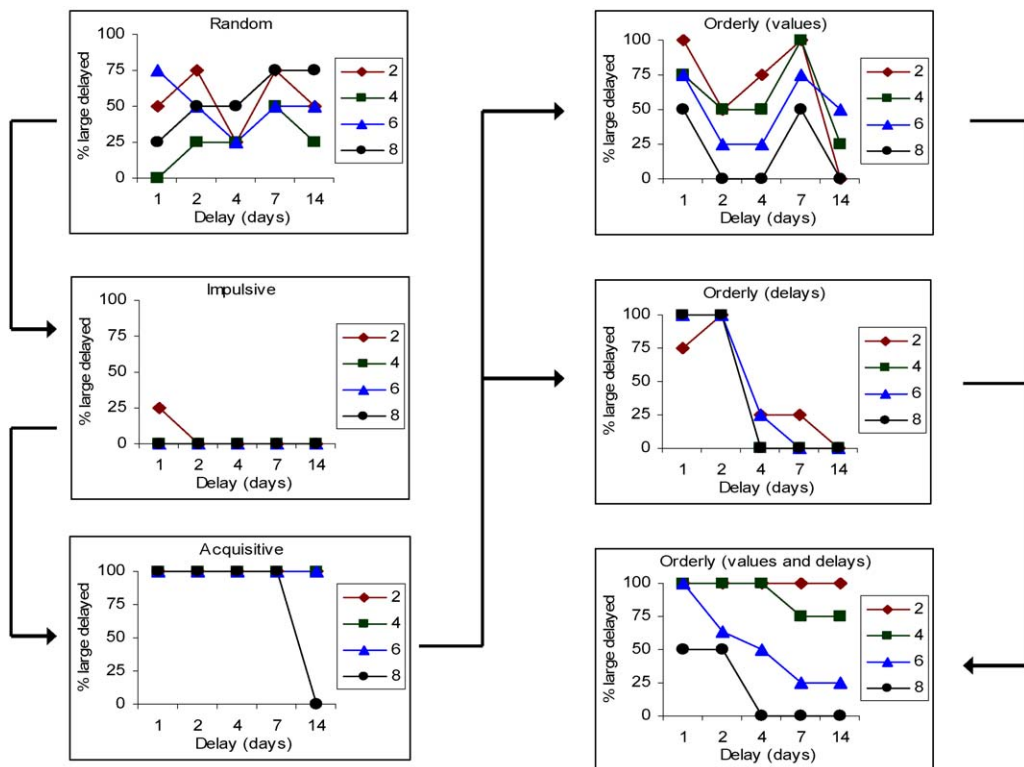 Random
% large delayed
100
75
50
25
0
1 2 4 7 14
Delay (days)
2
4
6
8
Impulsive
% large delayed
100
75
50
25
0
1 2 4 7 14
Delay (days)
2
4
6
8
Acquisitive
% large delayed
100
75
50
25
0
1 2 4 7 14
Delay (days)
2
4
6
8
Orderly (values)
% large delayed
100
75
50
25
0
1 2 4 7 14
Delay (days)
2
4
6
8
Orderly (delays)
% large delayed
100
75
50
25
0
1 2 4 7 14
Delay (days)
2
4
6
8
Orderly (values and delays)
% large delayed
100
75
50
25
0
1 2 4 7 14
Delay (days)
2
4
6
8